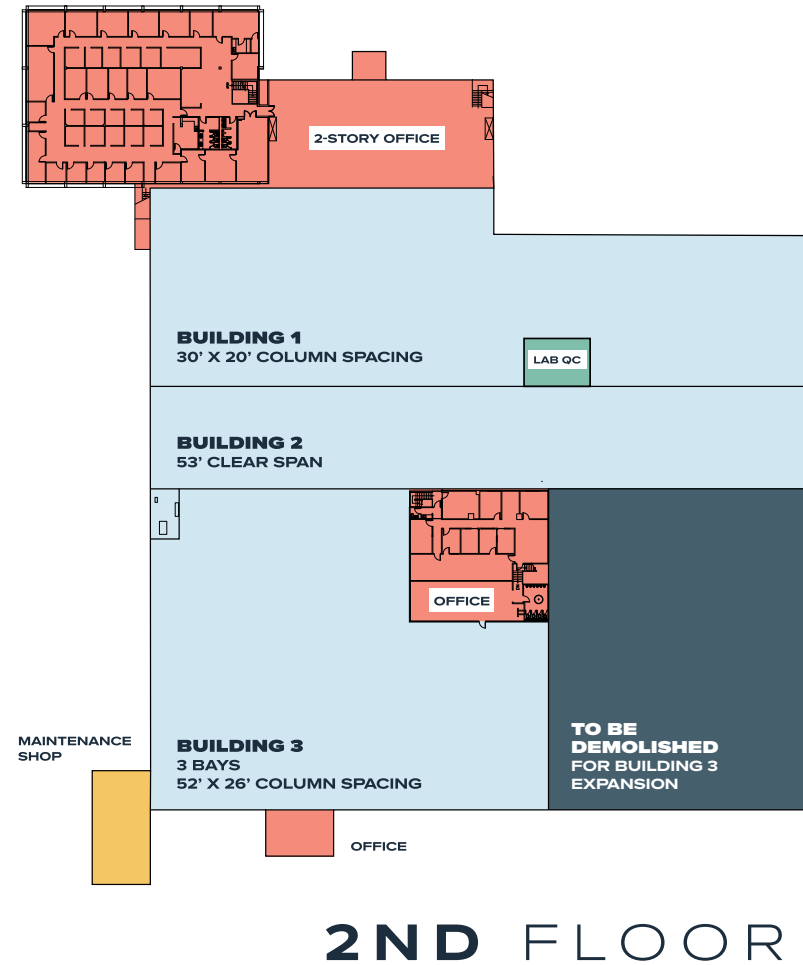 2-STORY OFFICE
BUILDING 1
30’ X 20’ COLUMN SPACING
LAB QC
BUILDING 2
53’ CLEAR SPAN
OFFICE
MAINTENANCE
SHOP
BUILDING 3
3 BAYS
52’ X 26’ COLUMN SPACING
TO BE
DEMOLISHED
FOR BUILDING 3
EXPANSION
OFFICE
2ND FLOOR